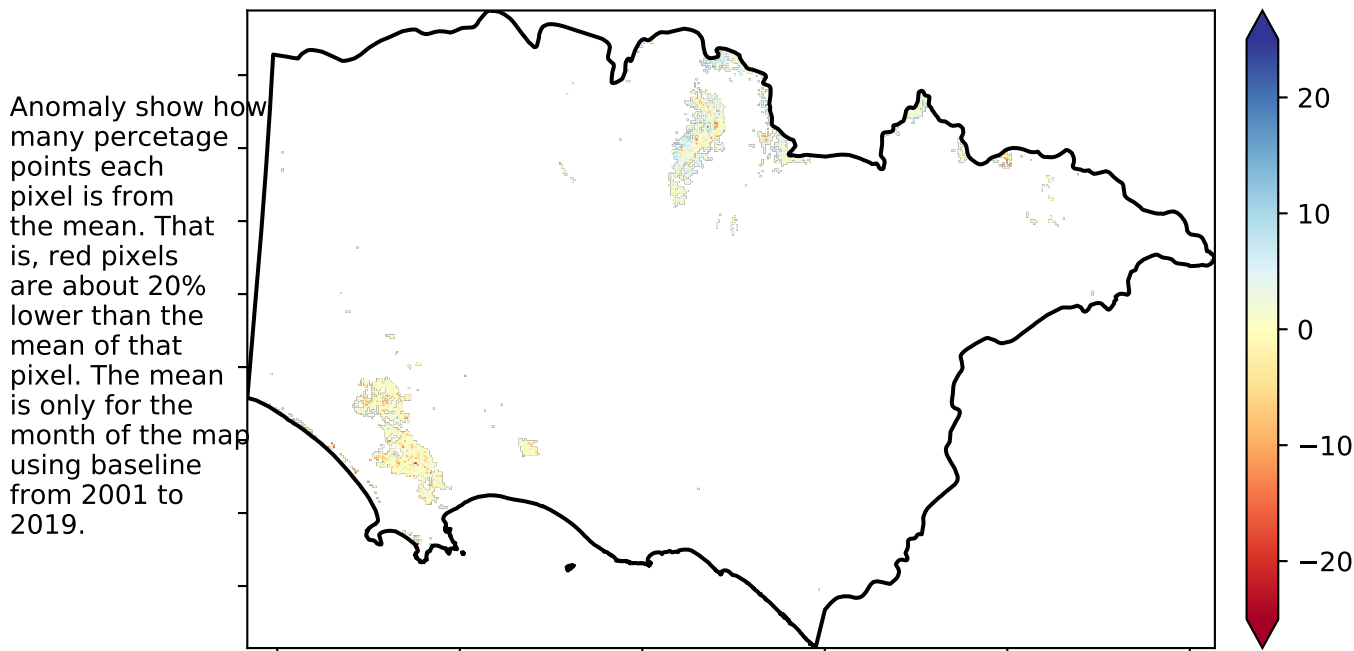 Anomaly show how
many percetage
points each
pixel is from
the mean. That
is, red pixels
are about 20%
lower than the
mean of that
pixel. The mean
is only for the
month of the map
using baseline
from 2001 to
2019.
20
10
0
−10
−20